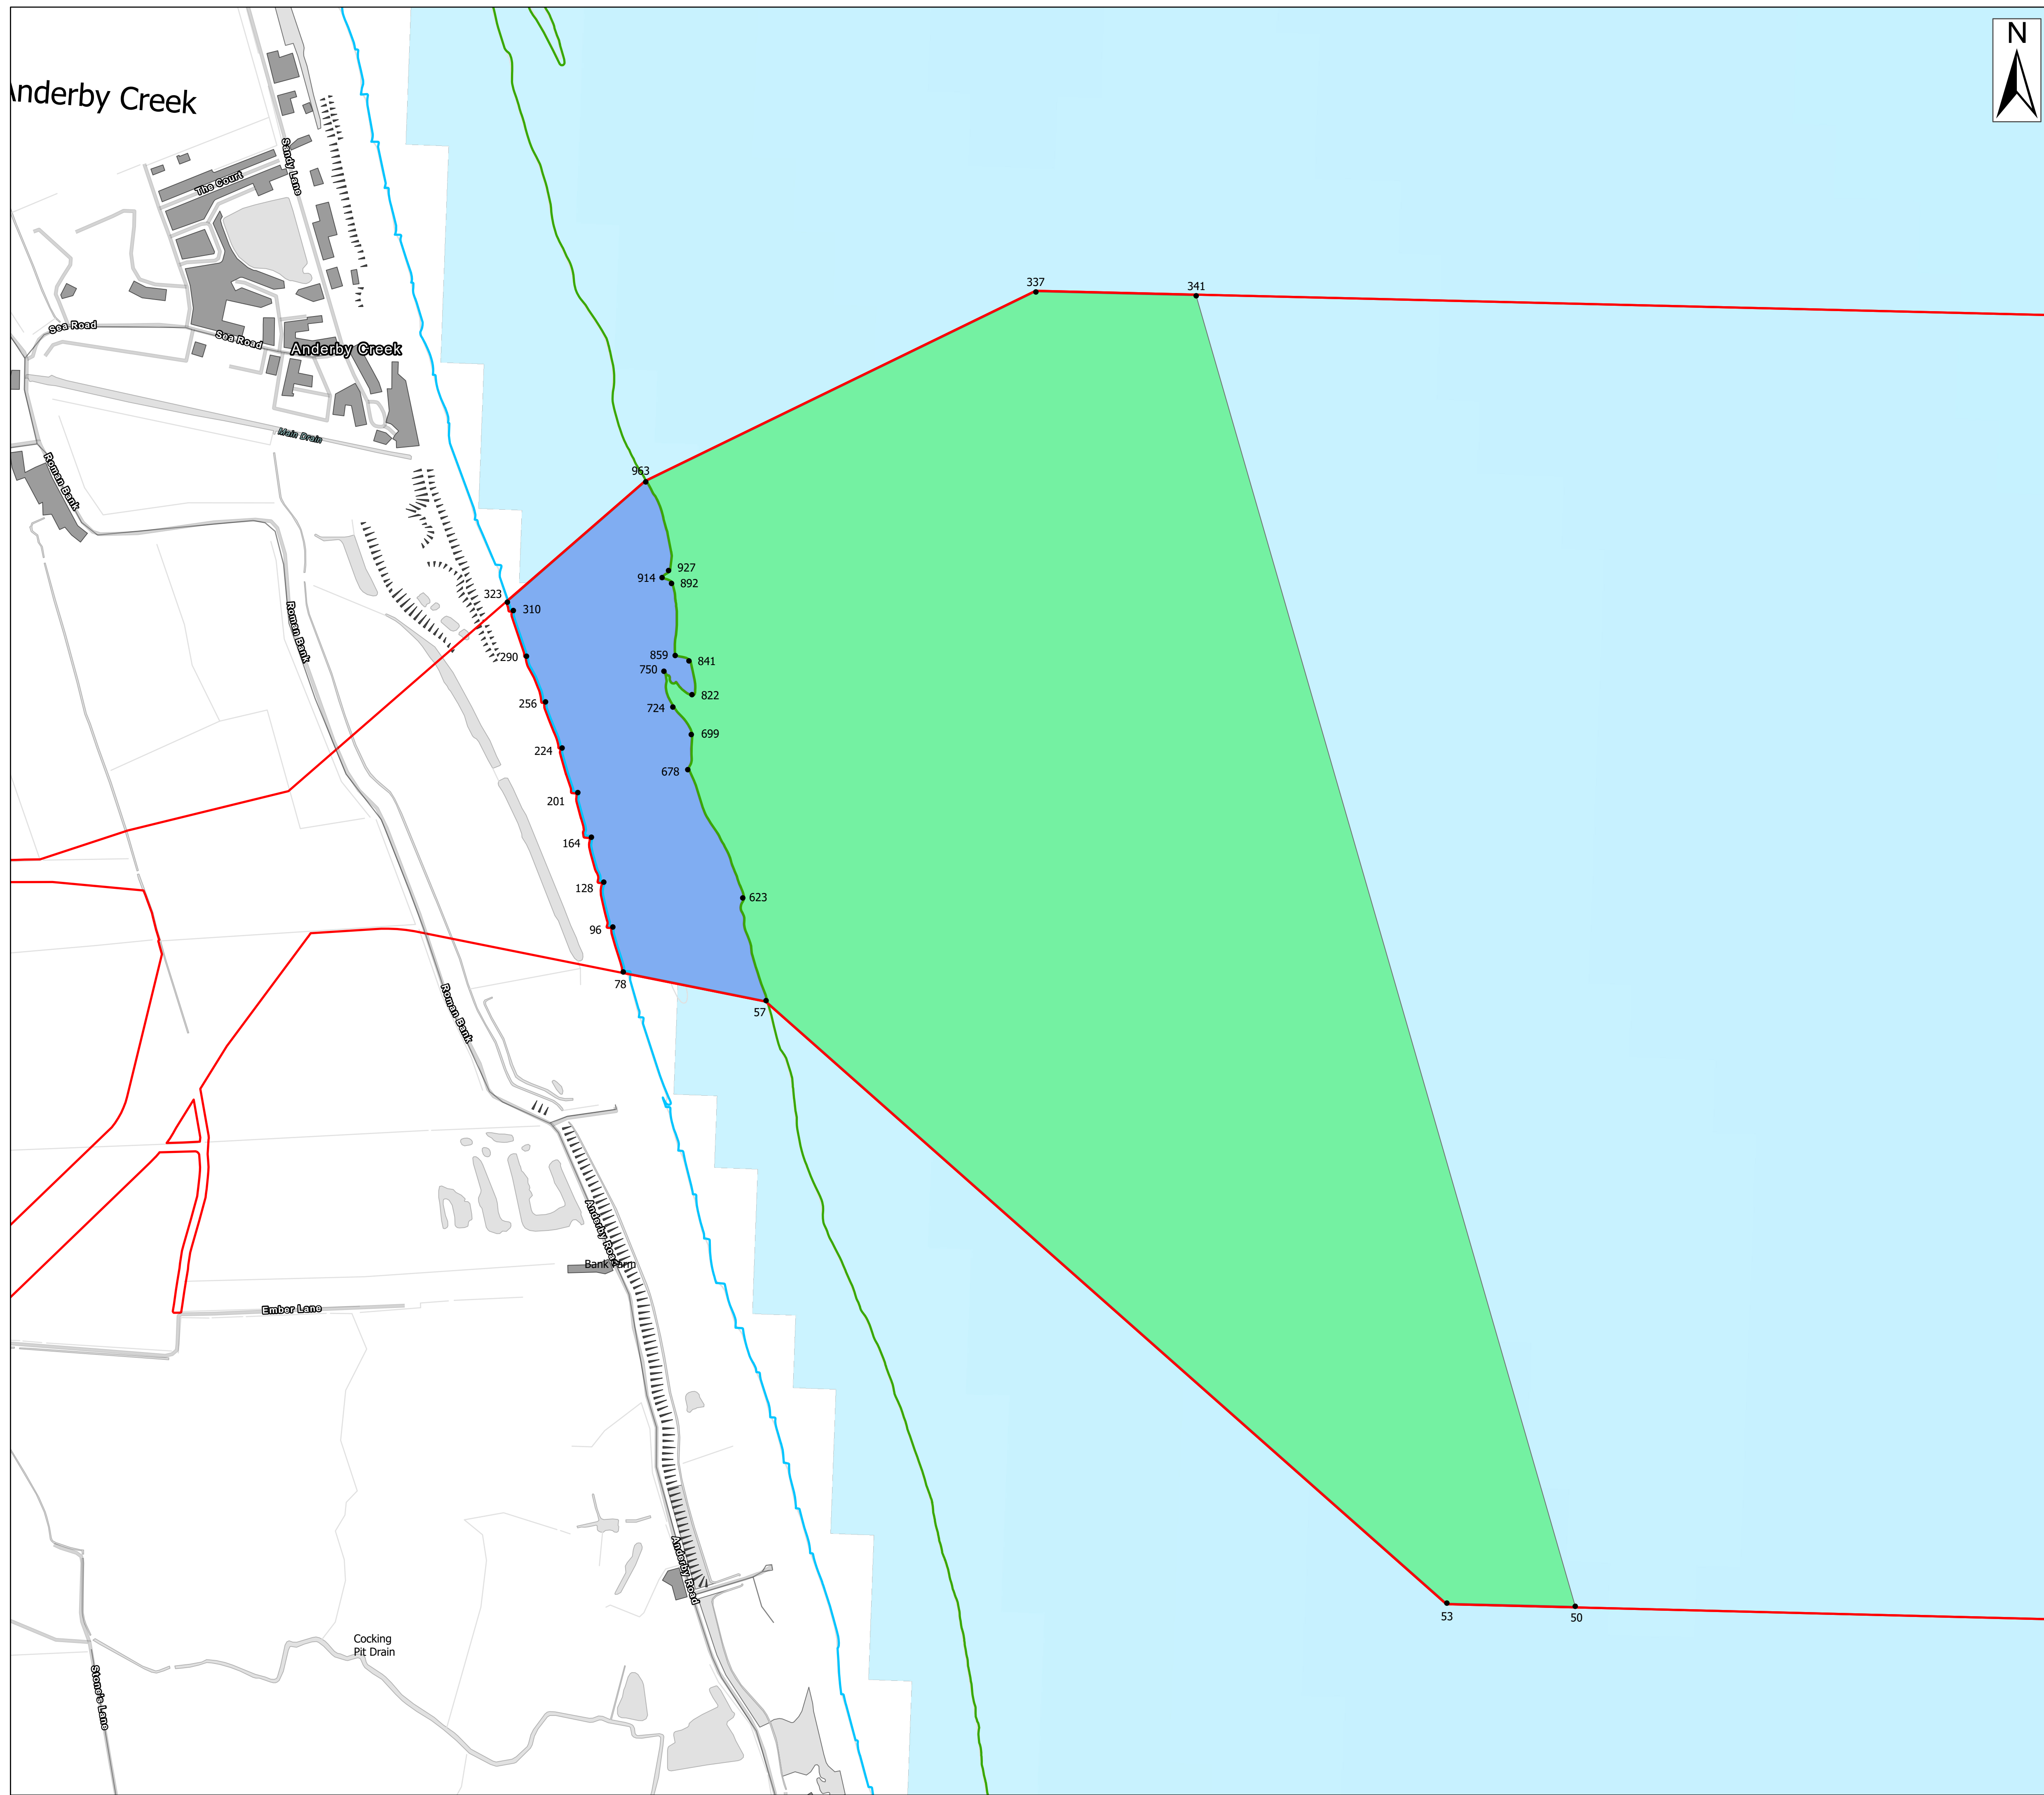 N
Anderby Creek
Sandy Lane
The Court
337
341
Sea Road
Sea Road
Anderby Creek
Main Drain
Roman Bank
963
927
914
892
323
310
Roman Bank
290
859
841
750
822
256
724
699
224
678
201
164
128
623
96
78
57
Roman Bank
Anderby Road
Bank Farm
Ember Lane
Anderby Road
53
50
Cocking
Pit Drain
Stone's Lane